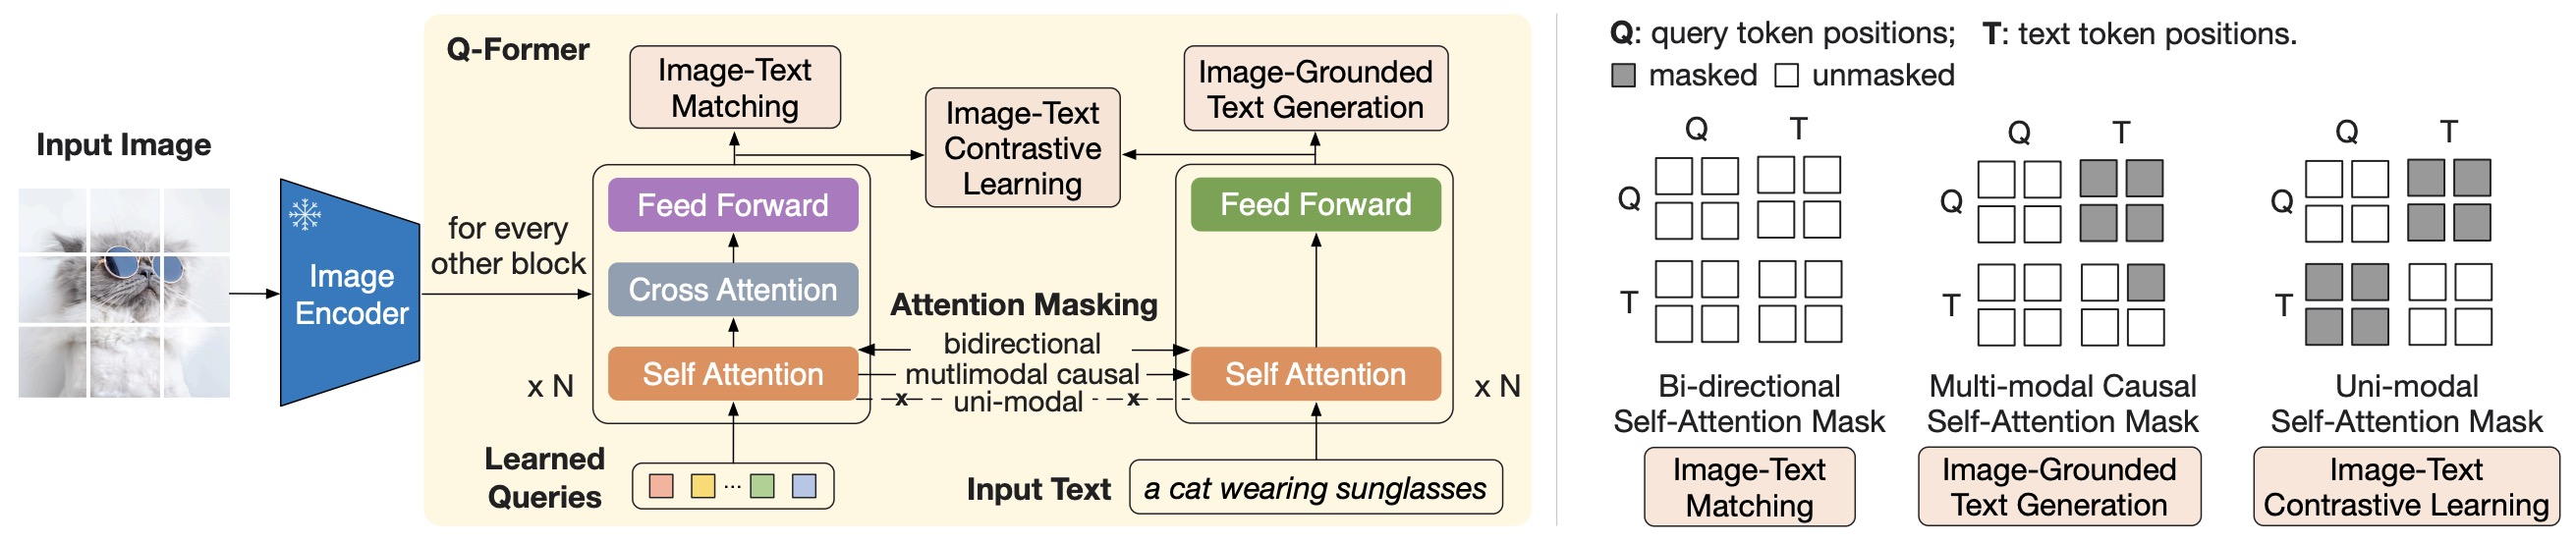 Input Image
Image
Encoder
for every
other block
Q-Former
Image-Text
Matching
Image-Text
Contrastive
Learning
Image-Grounded
Text Generation
Feed Forward
Cross Attention
Self Attention
x N
Attention Masking
bidirectional
mutlimodal causal
x uni-modal x
Feed Forward
Self Attention
x N
Learned
Queries
...
Input Text
a cat wearing sunglasses
Q: query token positions; T: text token positions.
masked unmasked
Q T
Q
T
Bi-directional
Self-Attention Mask
Image-Text
Matching
Q T
Q
T
Multi-modal Causal
Self-Attention Mask
Image-Grounded
Text Generation
Q T
Q
T
Uni-modal
Self-Attention Mask
Image-Text
Contrastive Learning